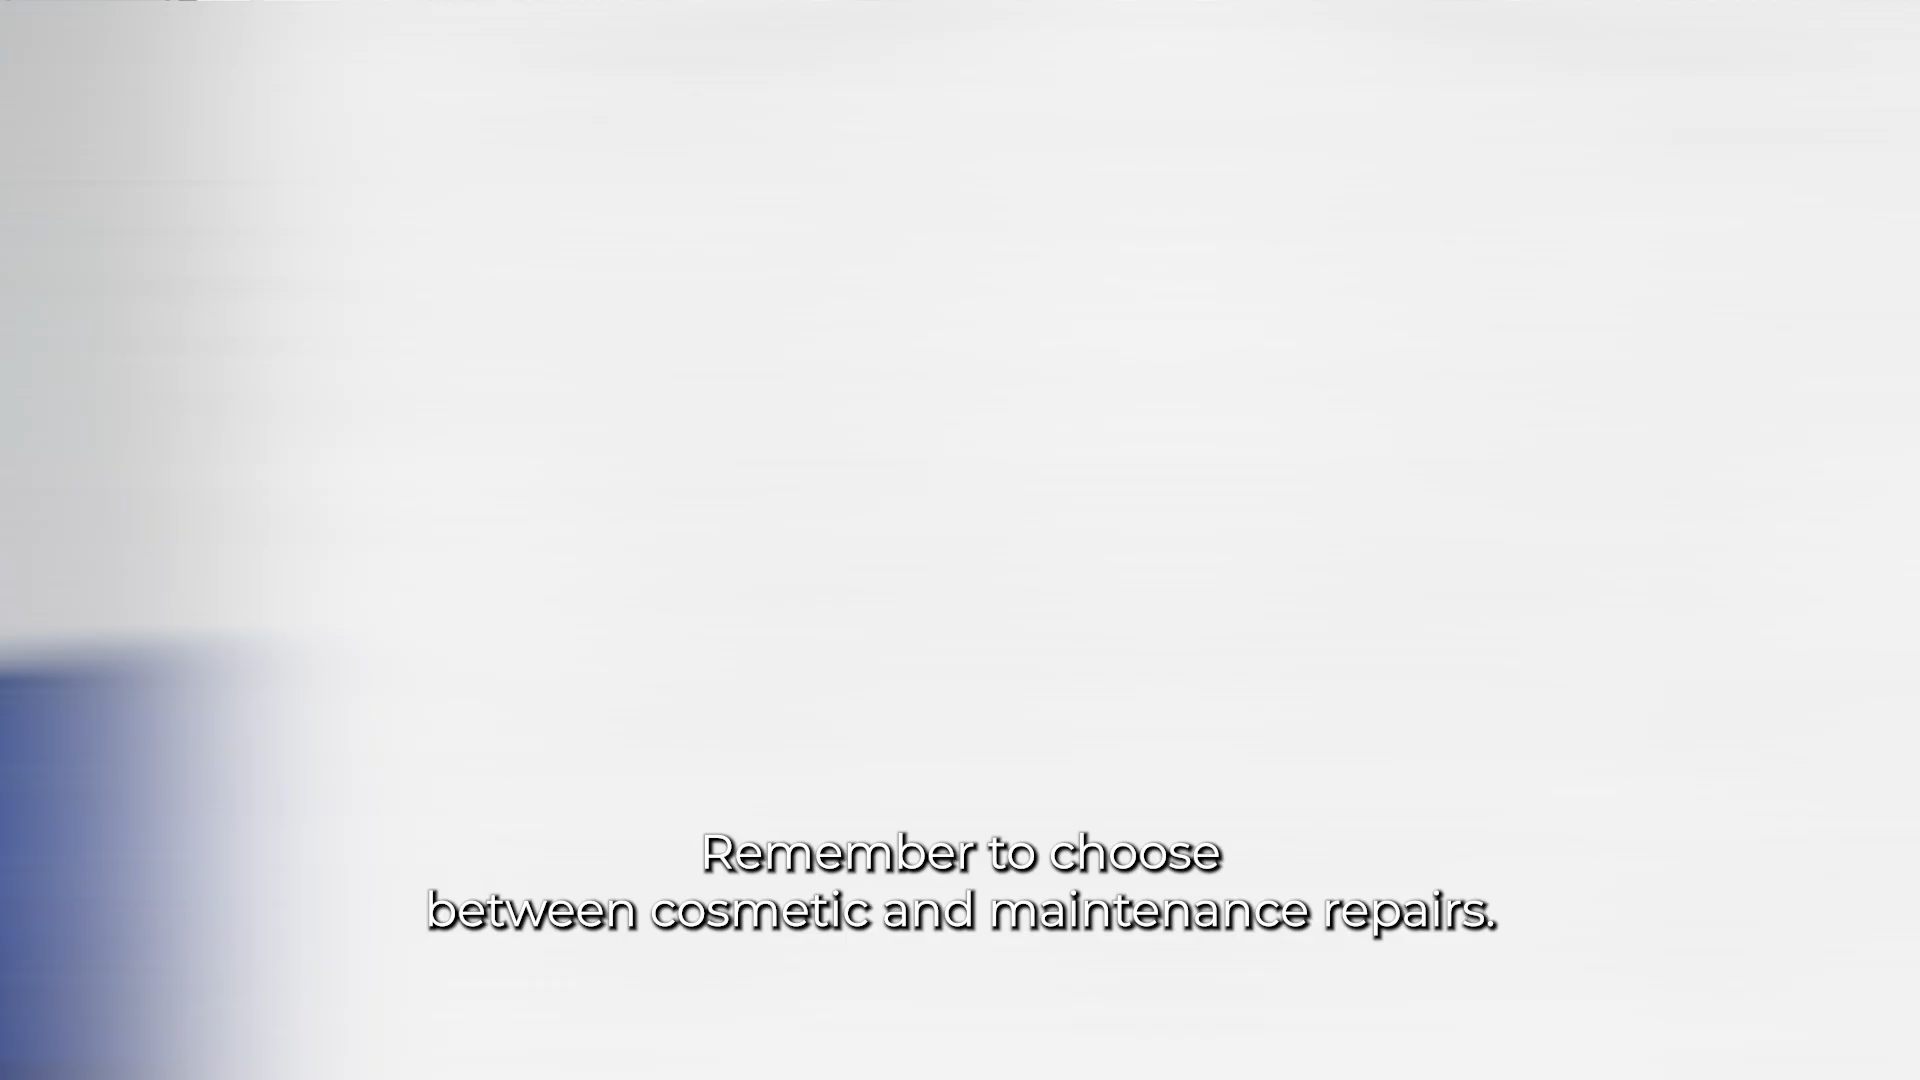 Remember to choose
between cosmetic and maintenance repairs.